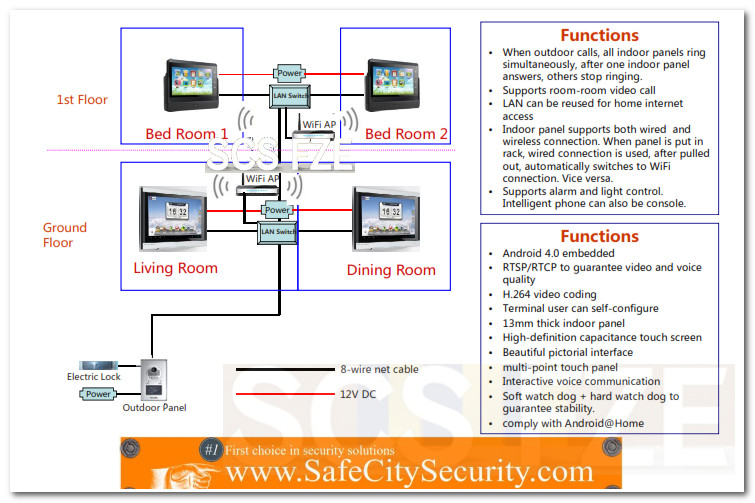 1st Floor
Power
LAN Switch
WiFi AP
Bed Room 1
Bed Room 2
SCS FZE
WiFi AP
16 32
Power
16 32
LAN Switch
Ground
Floor
Living Room
Dining Room
Electric Lock
Power
Outdoor Panel
8-wire net cable
12V DC
Functions
• When outdoor calls, all indoor panels ring
simultaneously, after one indoor panel
answers, others stop ringing.
• Supports room-room video call
• LAN can be reused for home internet
access
• Indoor panel supports both wired and
wireless connection. When panel is put in
rack, wired connection is used, after pulled
out, automatically switches to WiFi
connection. Vice versa.
• Supports alarm and light control.
Intelligent phone can also be console.
Functions
• Android 4.0 embedded
• RTSP/RTCP to guarantee video and voice
quality
• H.264 video coding
• Terminal user can self-configure
• 13mm thick indoor panel
• High-definition capacitance touch screen
• Beautiful pictorial interface
• multi-point touch panel
• Interactive voice communication
• Soft watch dog + hard watch dog to
guarantee stability.
• comply with Android@Home
SCS FZE
#1 First choice in security solutions
www.SafeCitySecurity.com